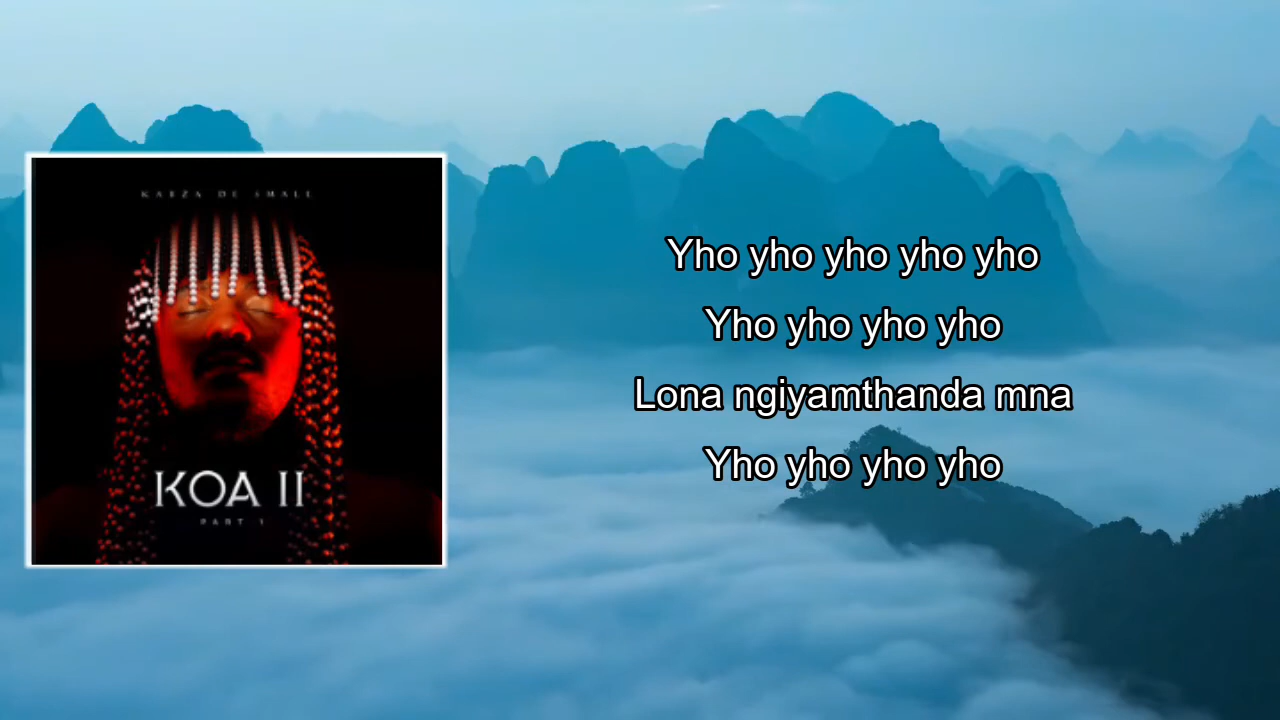 KABZA DE SMALL
KOA II
PART 1
Yho yho yho yho yho
Yho yho yho yho
Lona ngiyamthanda mna
Yho yho yho yho